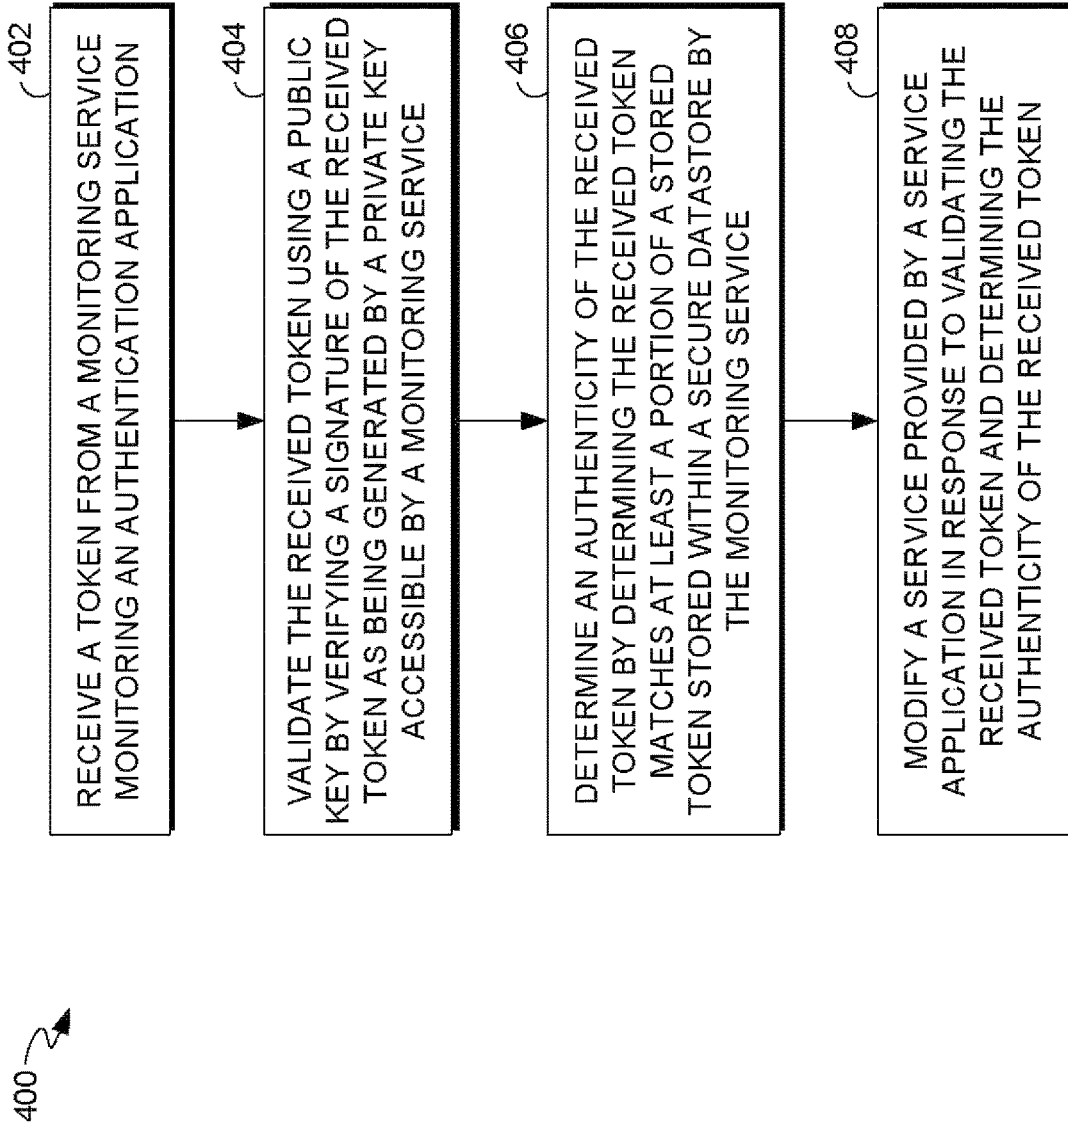 400
402
RECEIVE A TOKEN FROM A MONITORING SERVICE
MONITORING AN AUTHENTICATION APPLICATION
404
VALIDATE THE RECEIVED TOKEN USING A PUBLIC
KEY BY VERIFYING A SIGNATURE OF THE RECEIVED
TOKEN AS BEING GENERATED BY A PRIVATE KEY
ACCESSIBLE BY A MONITORING SERVICE
406
DETERMINE AN AUTHENTICITY OF THE RECEIVED
TOKEN BY DETERMINING THE RECEIVED TOKEN
MATCHES AT LEAST A PORTION OF A STORED
TOKEN STORED WITHIN A SECURE DATASTORE BY
THE MONITORING SERVICE
408
MODIFY A SERVICE PROVIDED BY A SERVICE
APPLICATION IN RESPONSE TO VALIDATING THE
RECEIVED TOKEN AND DETERMINING THE
AUTHENTICITY OF THE RECEIVED TOKEN